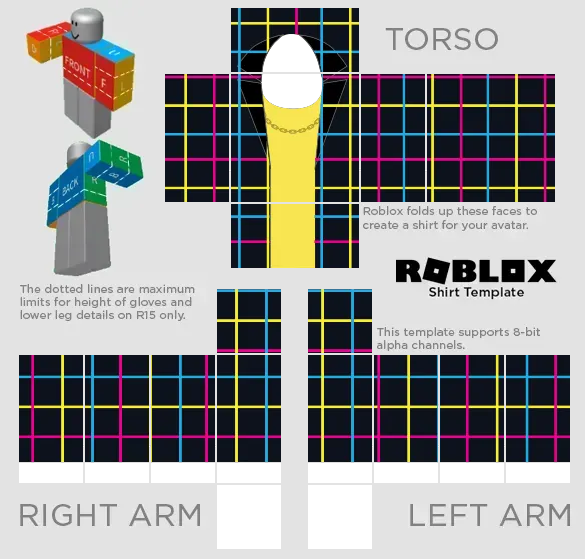 TORSO
FRONT
F
L
U
BACK
R
B
Roblox folds up these faces to
create a shirt for your avatar.
ROBLOX
Shirt Template
The dotted lines are maximum
limits for height of gloves and
lower leg details on R15 only.
This template supports 8-bit
alpha channels.
RIGHT ARM
LEFT ARM